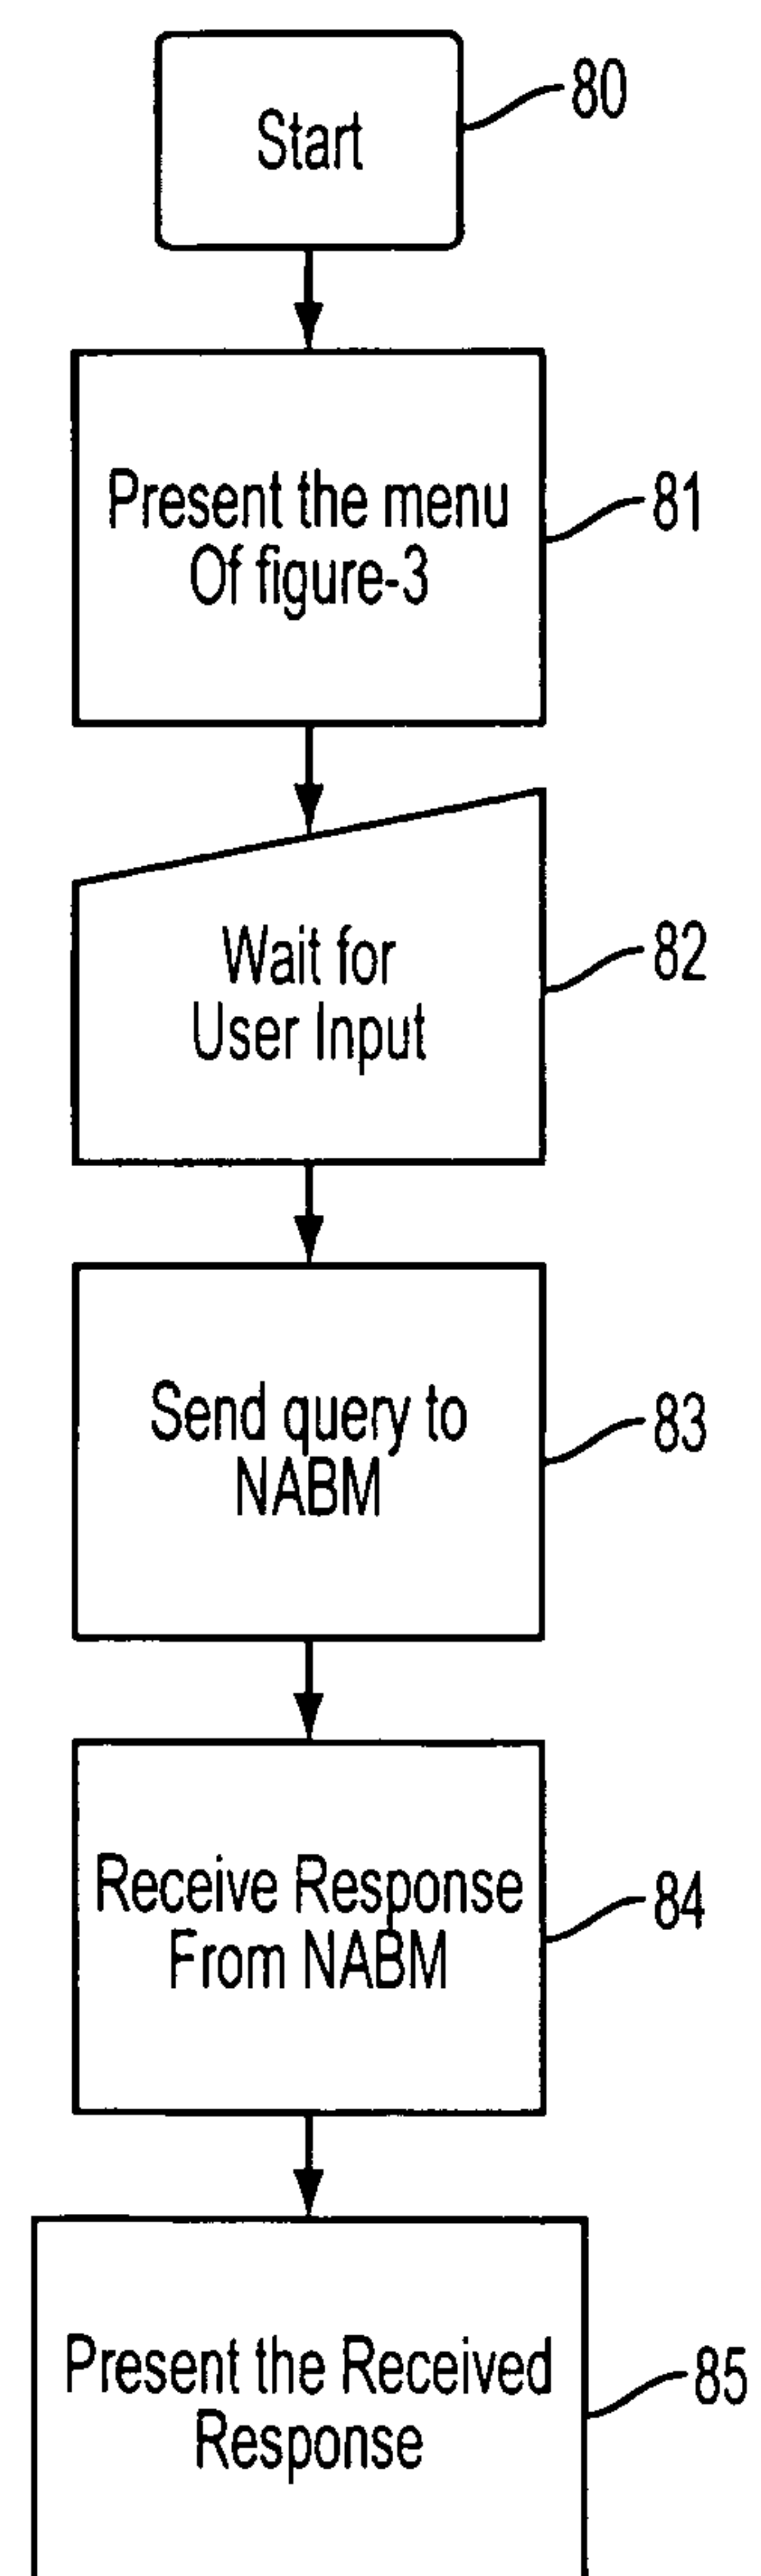 Start
80
Present the menu
Of figure-3
81
Wait for
User Input
82
Send query to
NABM
83
Receive Response
From NABM
84
Present the Received
Response
85